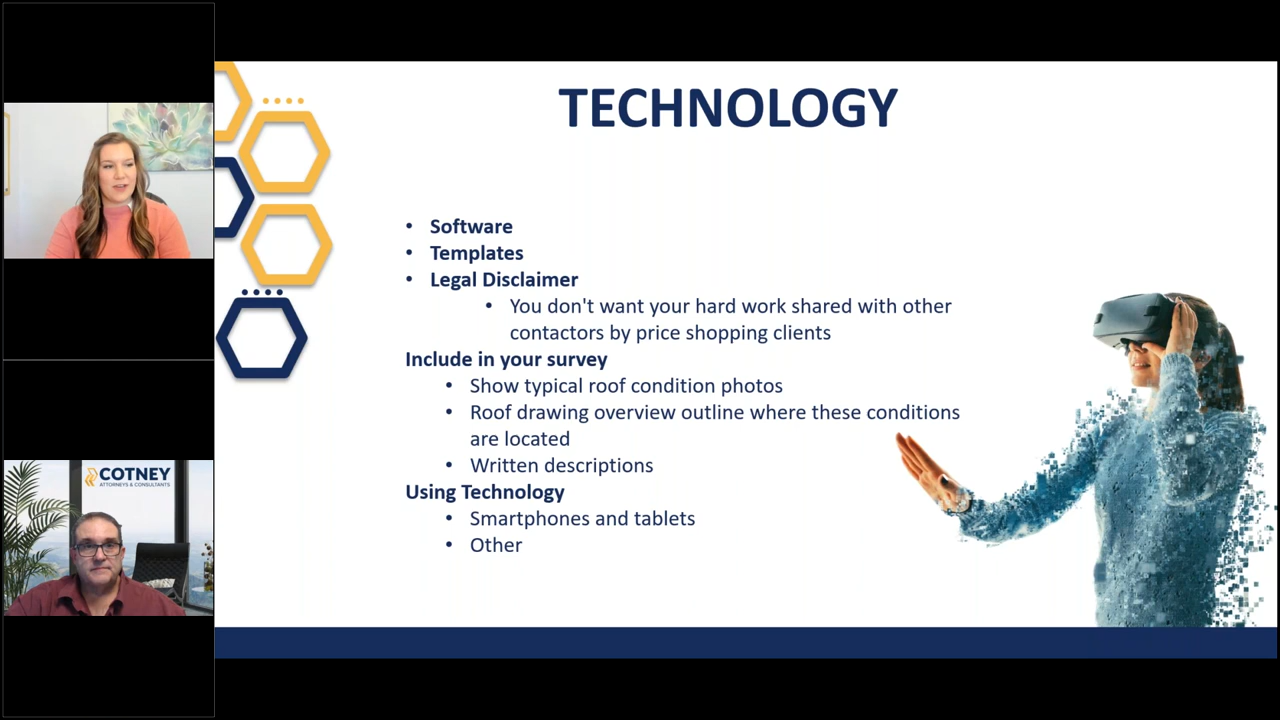 TECHNOLOGY
• Software
• Templates
• Legal Disclaimer
• You don't want your hard work shared with other
contactors by price shopping clients
Include in your survey
• Show typical roof condition photos
• Roof drawing overview outline where these conditions
are located
• Written descriptions
Using Technology
• Smartphones and tablets
• Other
COTNEY
ATTORNEYS & CONSULTANTS